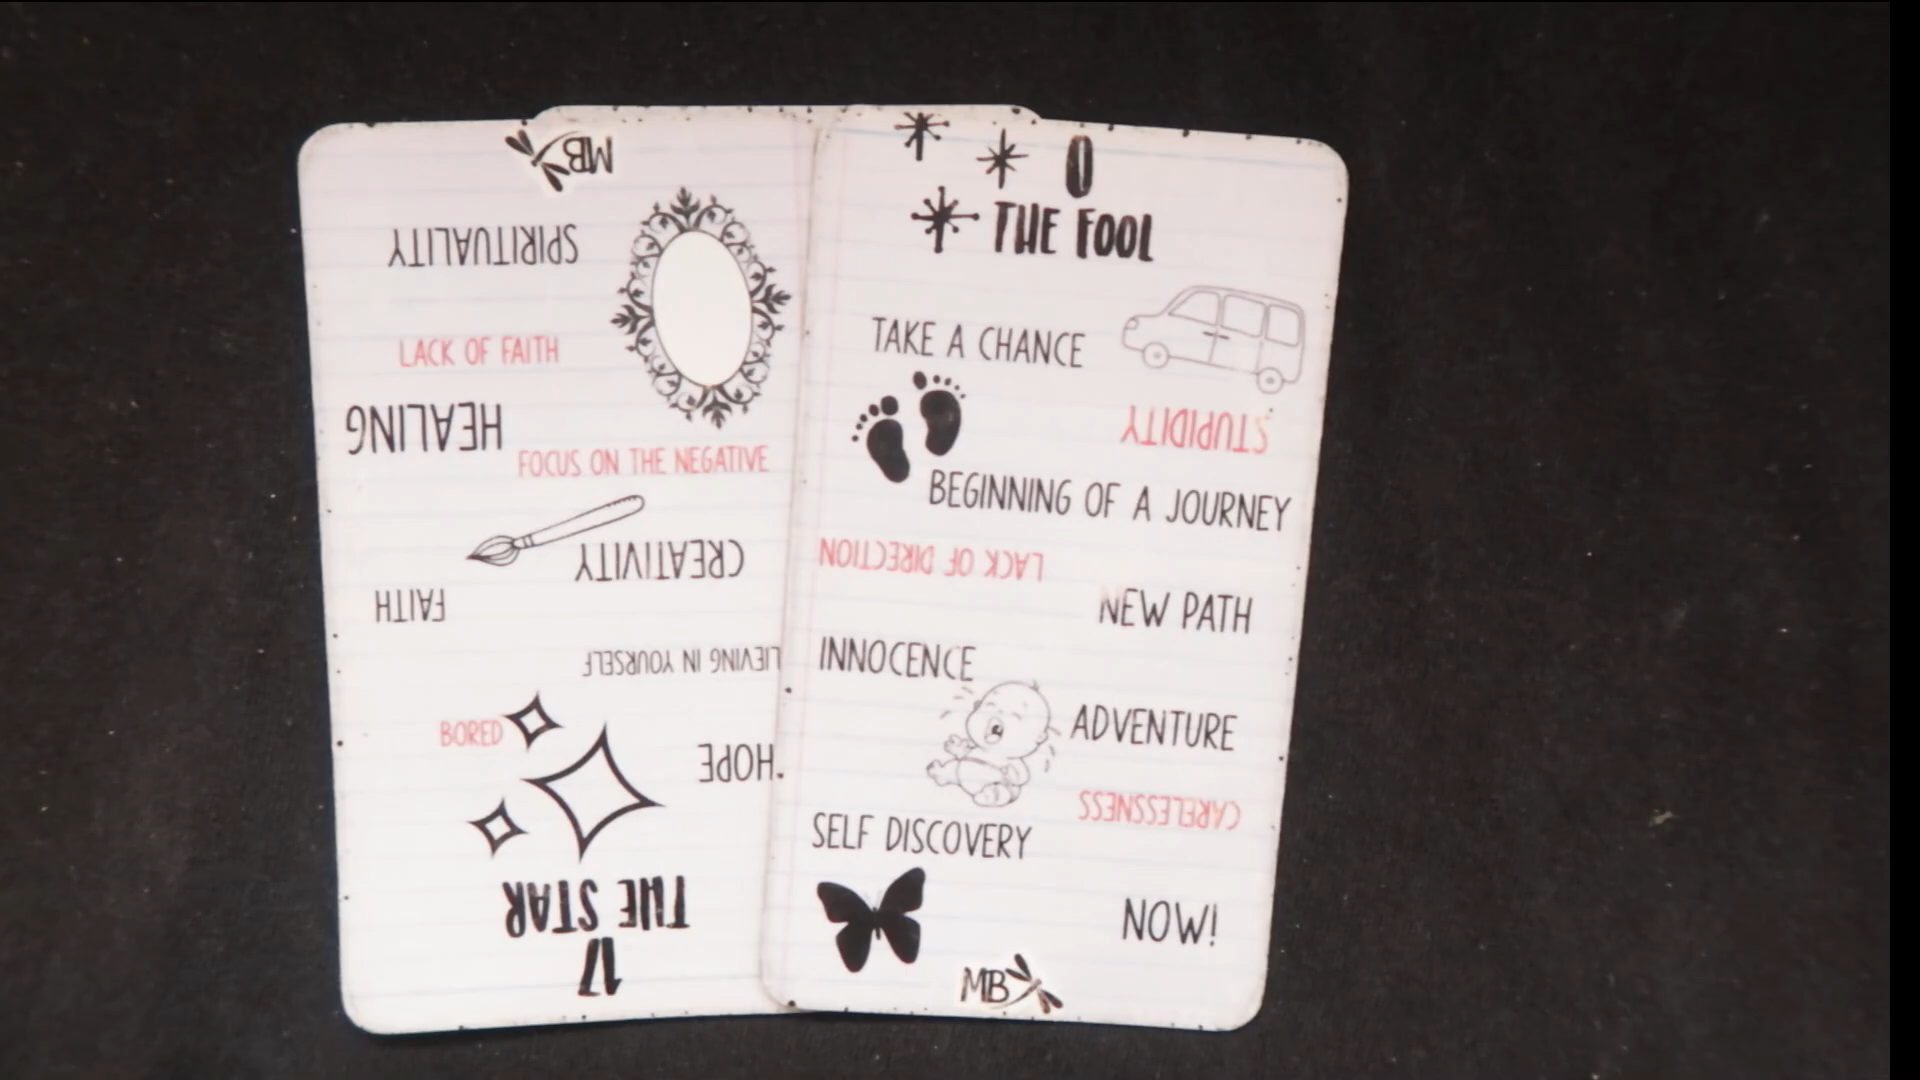 MB
SPIRITUALITY
LACK OF FAITH
HEALING
FOCUS ON THE NEGATIVE
CREATIVITY
FAITH
LIEVING IN YOURSELF
BORED
HOPE
THE STAR
17
0
THE FOOL
TAKE A CHANCE
STUPIDITY
BEGINNING OF A JOURNEY
LACK OF DIRECTION
NEW PATH
INNOCENCE
ADVENTURE
CARELESSNESS
SELF DISCOVERY
NOW!
MB